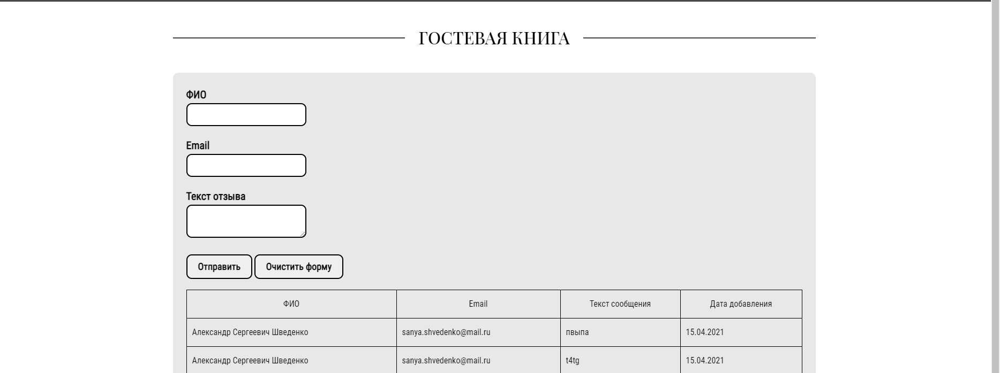 ГОСТЕВАЯ КНИГА
ФИО
Email
Текст отзыва
Отправить Очистить форму
ФИО Email Текст сообщения Дата добавления
Александр Сергеевич Шведенко sanya.shvedenko@mail.ru пвыпа 15.04.2021
Александр Сергеевич Шведенко sanya.shvedenko@mail.ru t4tg 15.04.2021